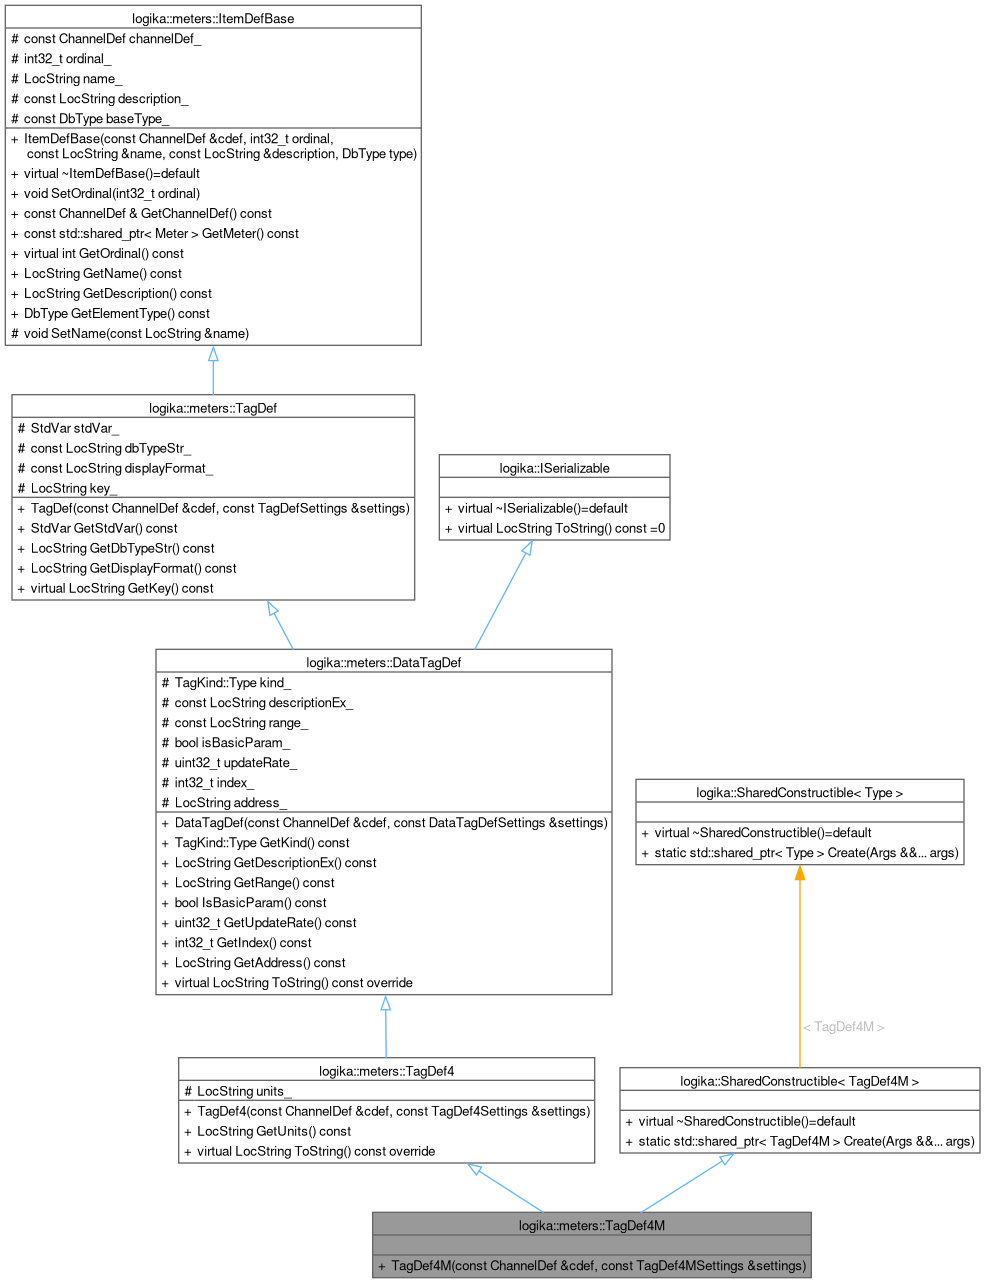 logika::meters::ItemDefBase
# const ChannelDef channelDef_
# int32_t ordinal_
# LocString name_
# const LocString description_
# const DbType baseType_
+ ItemDefBase(const ChannelDef &cdef, int32_t ordinal,
const LocString &name, const LocString &description, DbType type)
+ virtual ~ItemDefBase()=default
+ void SetOrdinal(int32_t ordinal)
+ const ChannelDef & GetChannelDef() const
+ const std::shared_ptr< Meter > GetMeter() const
+ virtual int GetOrdinal() const
+ LocString GetName() const
+ LocString GetDescription() const
+ DbType GetElementType() const
# void SetName(const LocString &name)
logika::meters::TagDef
# StdVar stdVar_
# const LocString dbTypeStr_
# const LocString displayFormat_
# LocString key_
+ TagDef(const ChannelDef &cdef, const TagDefSettings &settings)
+ StdVar GetStdVar() const
+ LocString GetDbTypeStr() const
+ LocString GetDisplayFormat() const
+ virtual LocString GetKey() const
logika::ISerializable
+ virtual ~ISerializable()=default
+ virtual LocString ToString() const =0
logika::meters::DataTagDef
# TagKind::Type kind_
# const LocString descriptionEx_
# const LocString range_
# bool isBasicParam_
# uint32_t updateRate_
# int32_t index_
# LocString address_
+ DataTagDef(const ChannelDef &cdef, const DataTagDefSettings &settings)
+ TagKind::Type GetKind() const
+ LocString GetDescriptionEx() const
+ LocString GetRange() const
+ bool IsBasicParam() const
+ uint32_t GetUpdateRate() const
+ int32_t GetIndex() const
+ LocString GetAddress() const
+ virtual LocString ToString() const override
logika::SharedConstructible< Type >
+ virtual ~SharedConstructible()=default
+ static std::shared_ptr< Type > Create(Args &&... args)
< TagDef4M >
logika::meters::TagDef4
# LocString units_
+ TagDef4(const ChannelDef &cdef, const TagDef4Settings &settings)
+ LocString GetUnits() const
+ virtual LocString ToString() const override
logika::SharedConstructible< TagDef4M >
+ virtual ~SharedConstructible()=default
+ static std::shared_ptr< TagDef4M > Create(Args &&... args)
logika::meters::TagDef4M
+ TagDef4M(const ChannelDef &cdef, const TagDef4MSettings &settings)